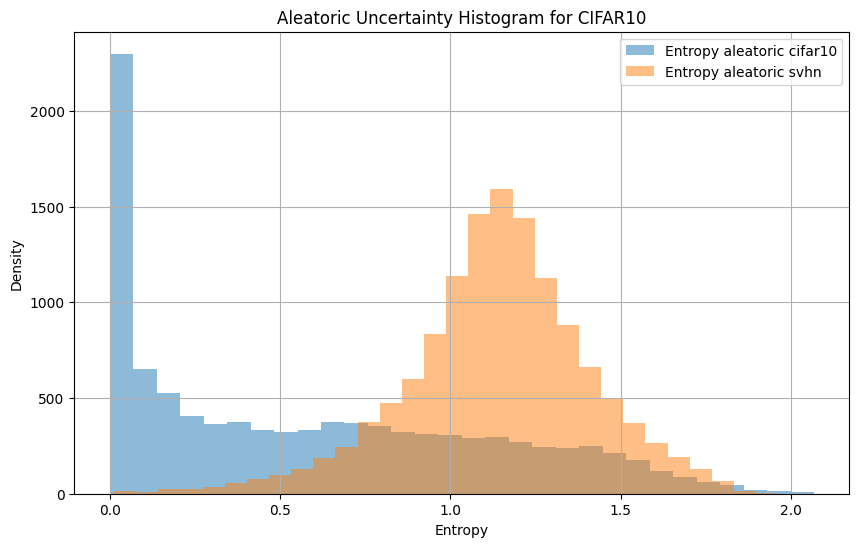 Aleatoric Uncertainty Histogram for CIFAR10
Entropy aleatoric cifar10
Entropy aleatoric svhn
Density
2000
1500
1000
500
0
0.0 0.5 1.0 1.5 2.0
Entropy